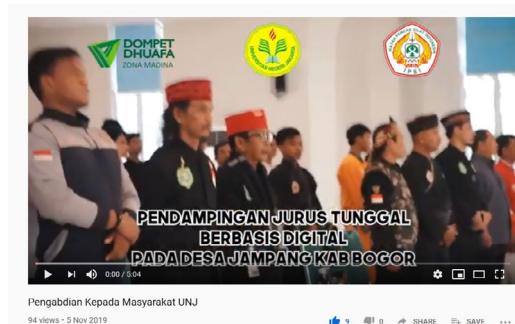 DOMPET
DHUAFA
ZONA MADINA
IPSI
PENDAMPINGAN JURUS TUNGGAL
BERBASIS DIGITAL
PADA DESA JAMPANG KAB BOGOR
0:00 / 5:04
Pengabdian Kepada Masyarakat UNJ
94 views • 5 Nov 2019
9
0
SHARE
SAVE